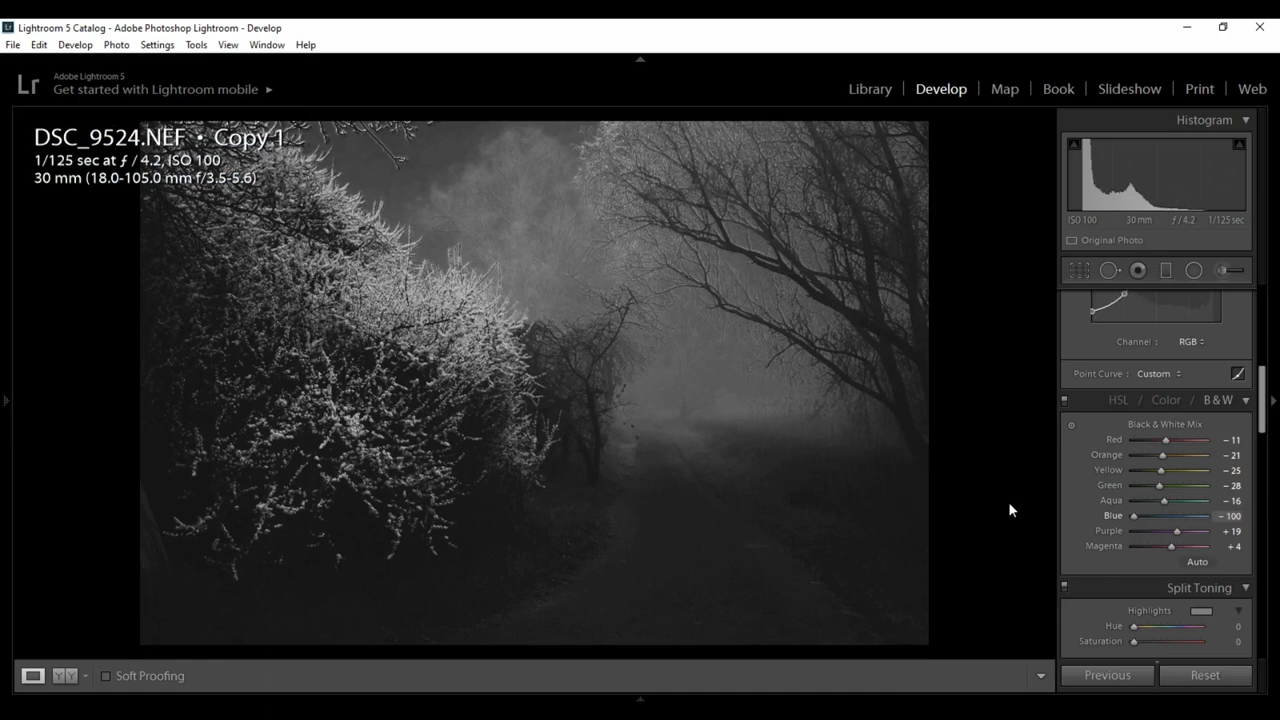 Lightroom 5 Catalog - Adobe Photoshop Lightroom - Develop
File Edit Develop Photo Settings Tools View Window Help
Lr
Adobe Lightroom 5
Get started with Lightroom mobile ▸
Library Develop Map Book Slideshow Print Web
DSC_9524.NEF • Copy 1
1/125 sec at ƒ / 4.2, ISO 100
30 mm (18.0-105.0 mm f/3.5-5.6)
Histogram
ISO 100 30 mm ƒ / 4.2 1/125 sec
Original Photo
Channel : RGB
Point Curve : Custom
HSL / Color / B & W
Black & White Mix
Red - 11
Orange - 21
Yellow - 25
Green - 28
Aqua - 16
Blue - 100
Purple + 19
Magenta + 4
Auto
Split Toning
Highlights
Hue 0
Saturation 0
Previous Reset
Y Y Soft Proofing